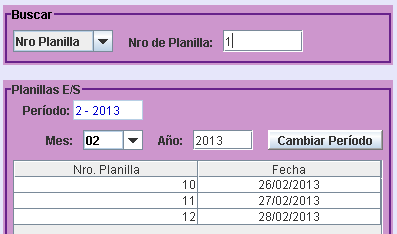 Buscar
Nro Planilla Nro de Planilla: 1
Planillas E/S
Período: 2 - 2013
Mes: 02 Año: 2013 Cambiar Período
Nro. Planilla Fecha
10 26/02/2013
11 27/02/2013
12 28/02/2013